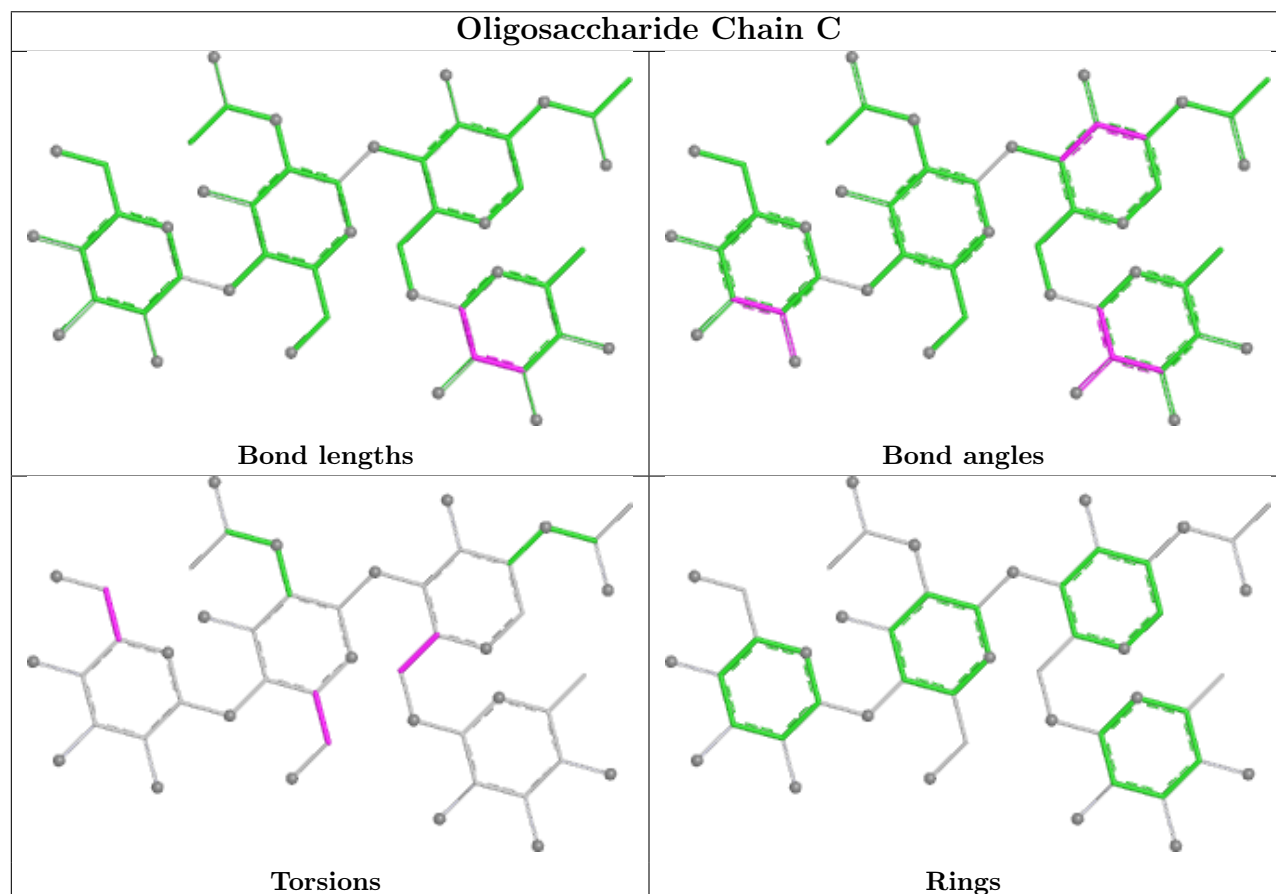 Oligosaccharide Chain C
Bond lengths
Bond angles
Torsions
Rings